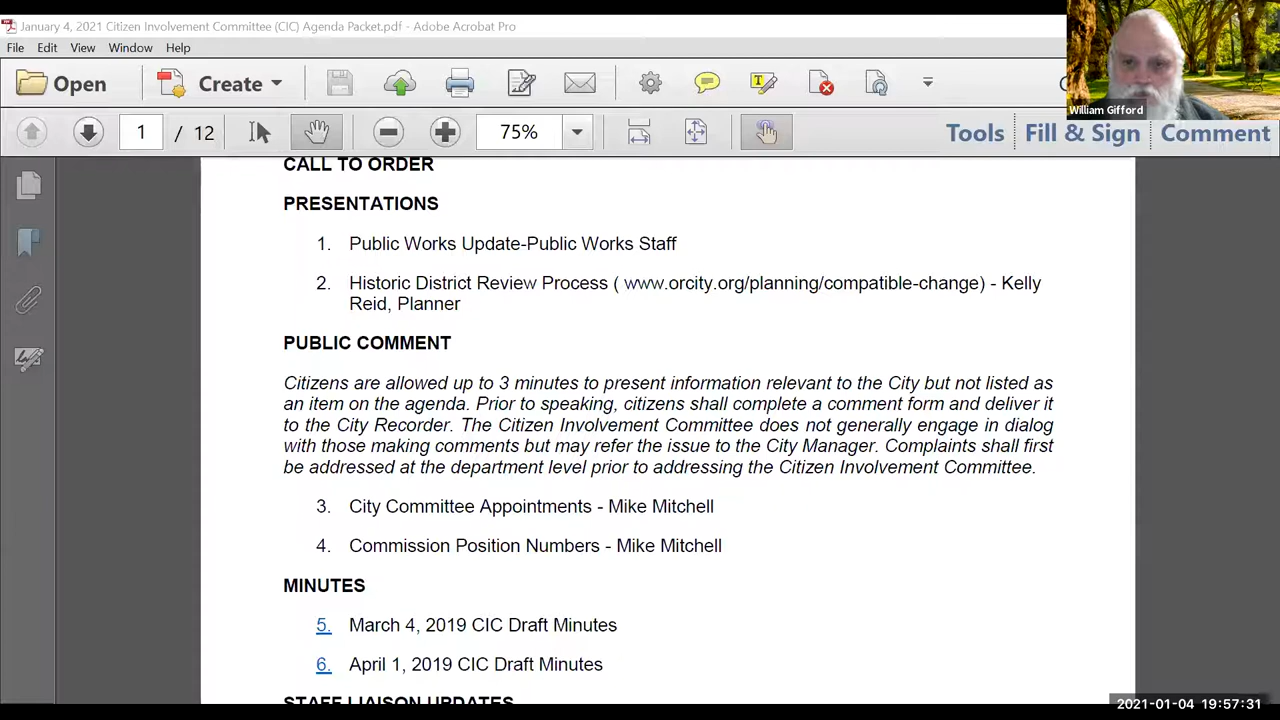 January 4, 2021 Citizen Involvement Committee (CIC) Agenda Packet.pdf - Adobe Acrobat Pro
File Edit View Window Help
William Gifford
Open Create
1 / 12 75% Tools Fill & Sign Comment
CALL TO ORDER
PRESENTATIONS
1. Public Works Update-Public Works Staff
2. Historic District Review Process ( www.orcity.org/planning/compatible-change) - Kelly
Reid, Planner
PUBLIC COMMENT
Citizens are allowed up to 3 minutes to present information relevant to the City but not listed as
an item on the agenda. Prior to speaking, citizens shall complete a comment form and deliver it
to the City Recorder. The Citizen Involvement Committee does not generally engage in dialog
with those making comments but may refer the issue to the City Manager. Complaints shall first
be addressed at the department level prior to addressing the Citizen Involvement Committee.
3. City Committee Appointments - Mike Mitchell
4. Commission Position Numbers - Mike Mitchell
MINUTES
5. March 4, 2019 CIC Draft Minutes
6. April 1, 2019 CIC Draft Minutes
STAFF LIAISON UPDATES
2021-01-04 19:57:31